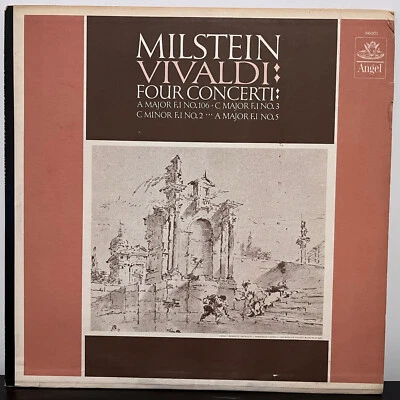 MILSTEIN
VIVALDI:
FOUR CONCERTI:
A MAJOR F.I NO.106 · C MAJOR F.I NO.3
C MINOR F.I NO.2 ··· A MAJOR F.I NO.5
Angel